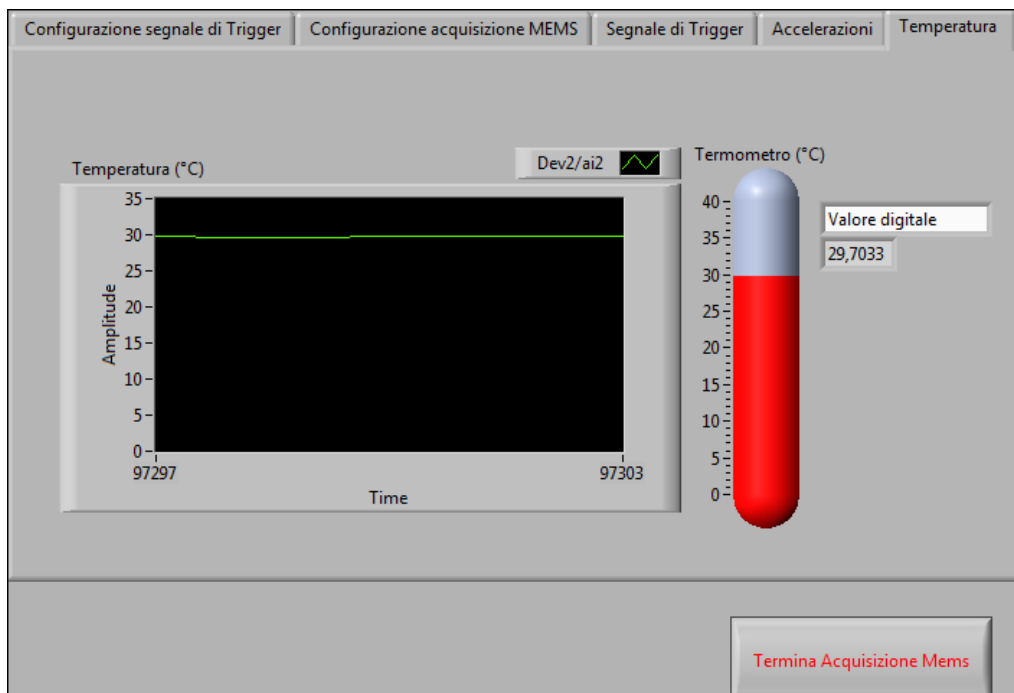 Configurazione segnale di Trigger
Configurazione acquisizione MEMS
Segnale di Trigger
Accelerazioni
Temperatura
Temperatura (°C)
Dev2/ai2
Amplitude
35
30
25
20
15
10
5
0
97297
97303
Time
Termometro (°C)
40
35
30
25
20
15
10
5
0
Valore digitale
29,7033
Termina Acquisizione Mems